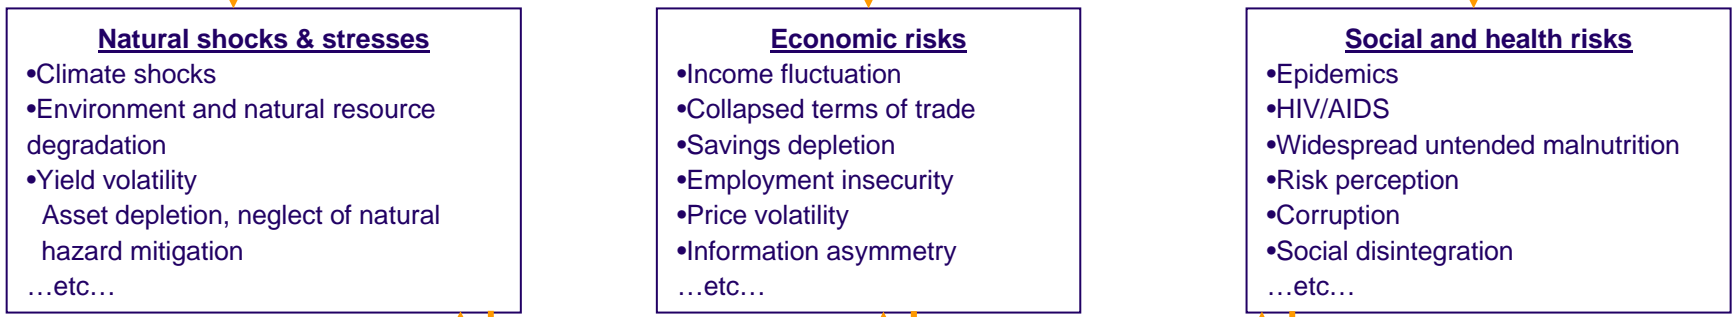 Natural shocks & stresses
•Climate shocks
•Environment and natural resource
degradation
•Yield volatility
Asset depletion, neglect of natural
hazard mitigation
…etc…
Economic risks
•Income fluctuation
•Collapsed terms of trade
•Savings depletion
•Employment insecurity
•Price volatility
•Information asymmetry
…etc…
Social and health risks
•Epidemics
•HIV/AIDS
•Widespread untended malnutrition
•Risk perception
•Corruption
•Social disintegration
…etc…